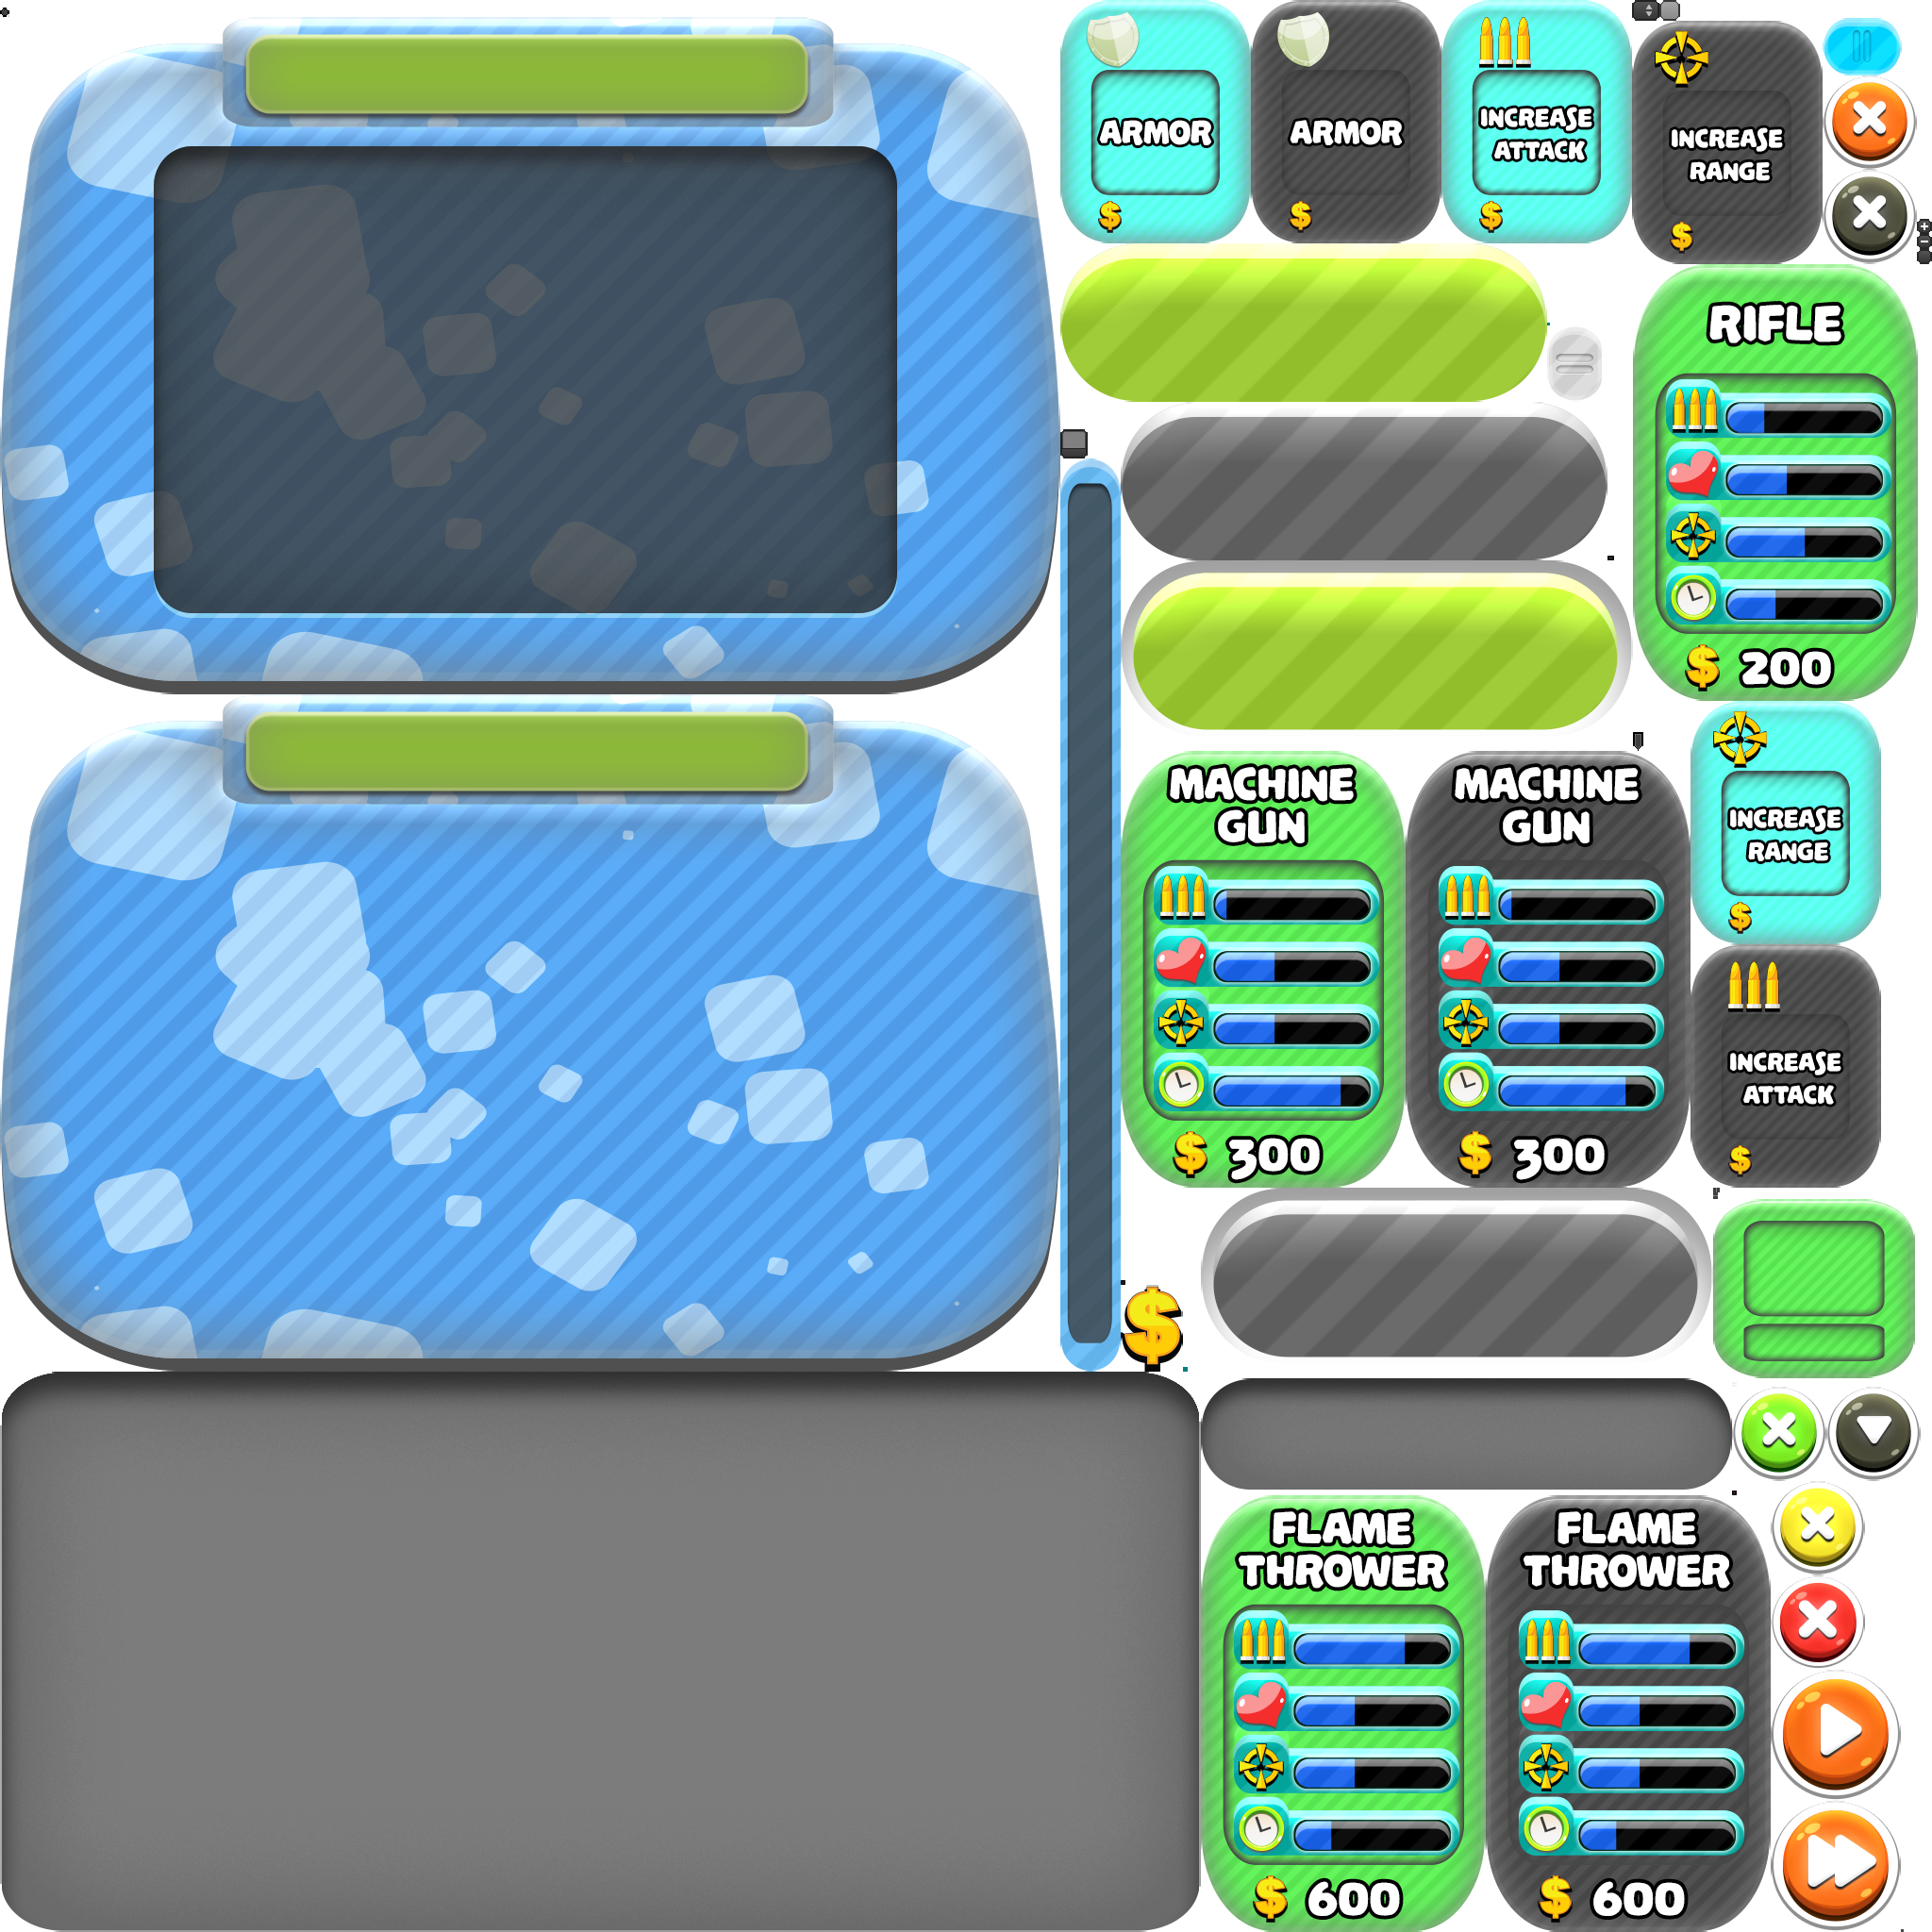 ARMOR
$
ARMOR
$
INCREASE
ATTACK
$
INCREASE
RANGE
$
RIFLE
$ 200
MACHINE
GUN
$ 300
MACHINE
GUN
$ 300
INCREASE
RANGE
$
INCREASE
ATTACK
$
$
FLAME
THROWER
$ 600
FLAME
THROWER
$ 600